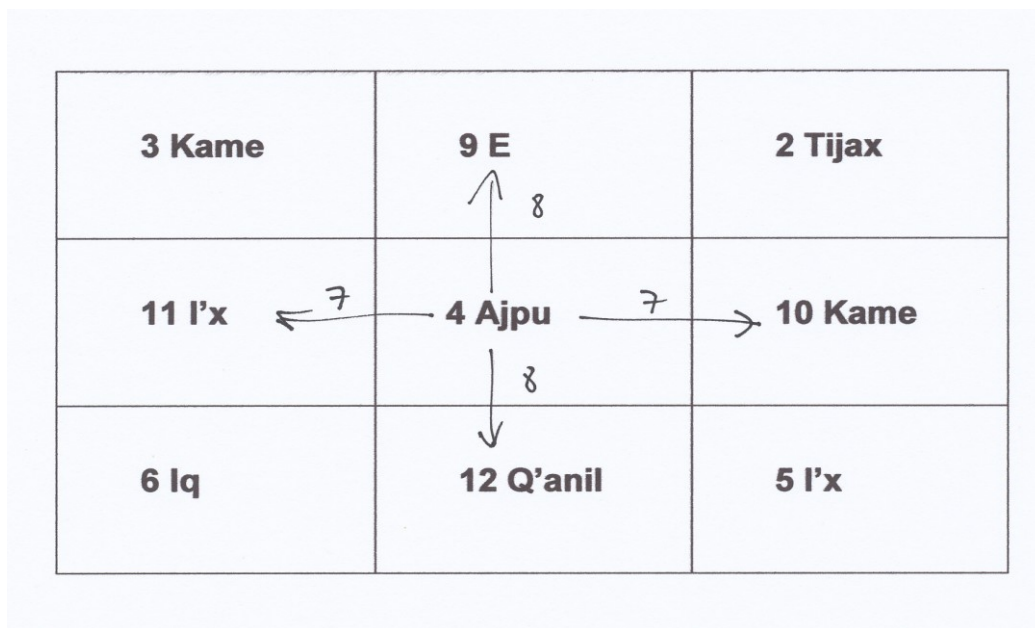 3 Kame 9 E 2 Tijax
8
11 I'x 7 4 Ajpu 7 10 Kame
8
6 Iq 12 Q'anil 5 I'x